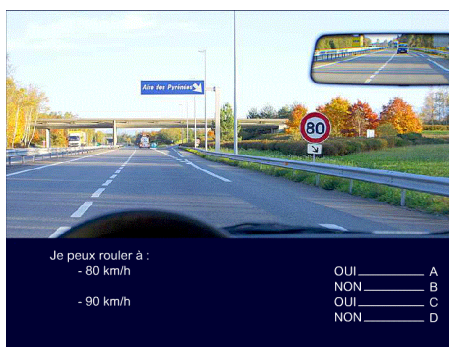 Aire des Pyrénées
80
Je peux rouler à :
- 80 km/h OUI A
NON B
- 90 km/h OUI C
NON D